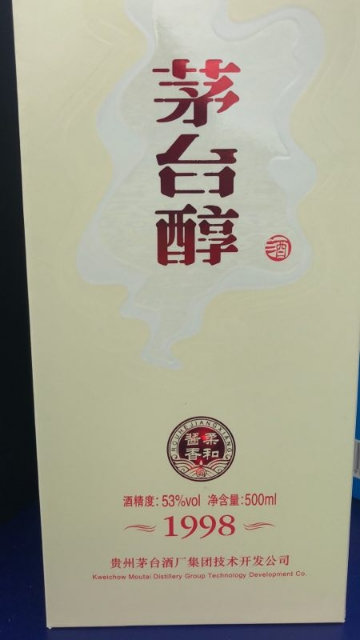 茅台醇
酒
柔和
酱香
酒精度: 53%vol 净含量: 500ml
1998
贵州茅台酒厂集团技术开发公司
Kweichow Moutai Distillery Group Technology Development Co.